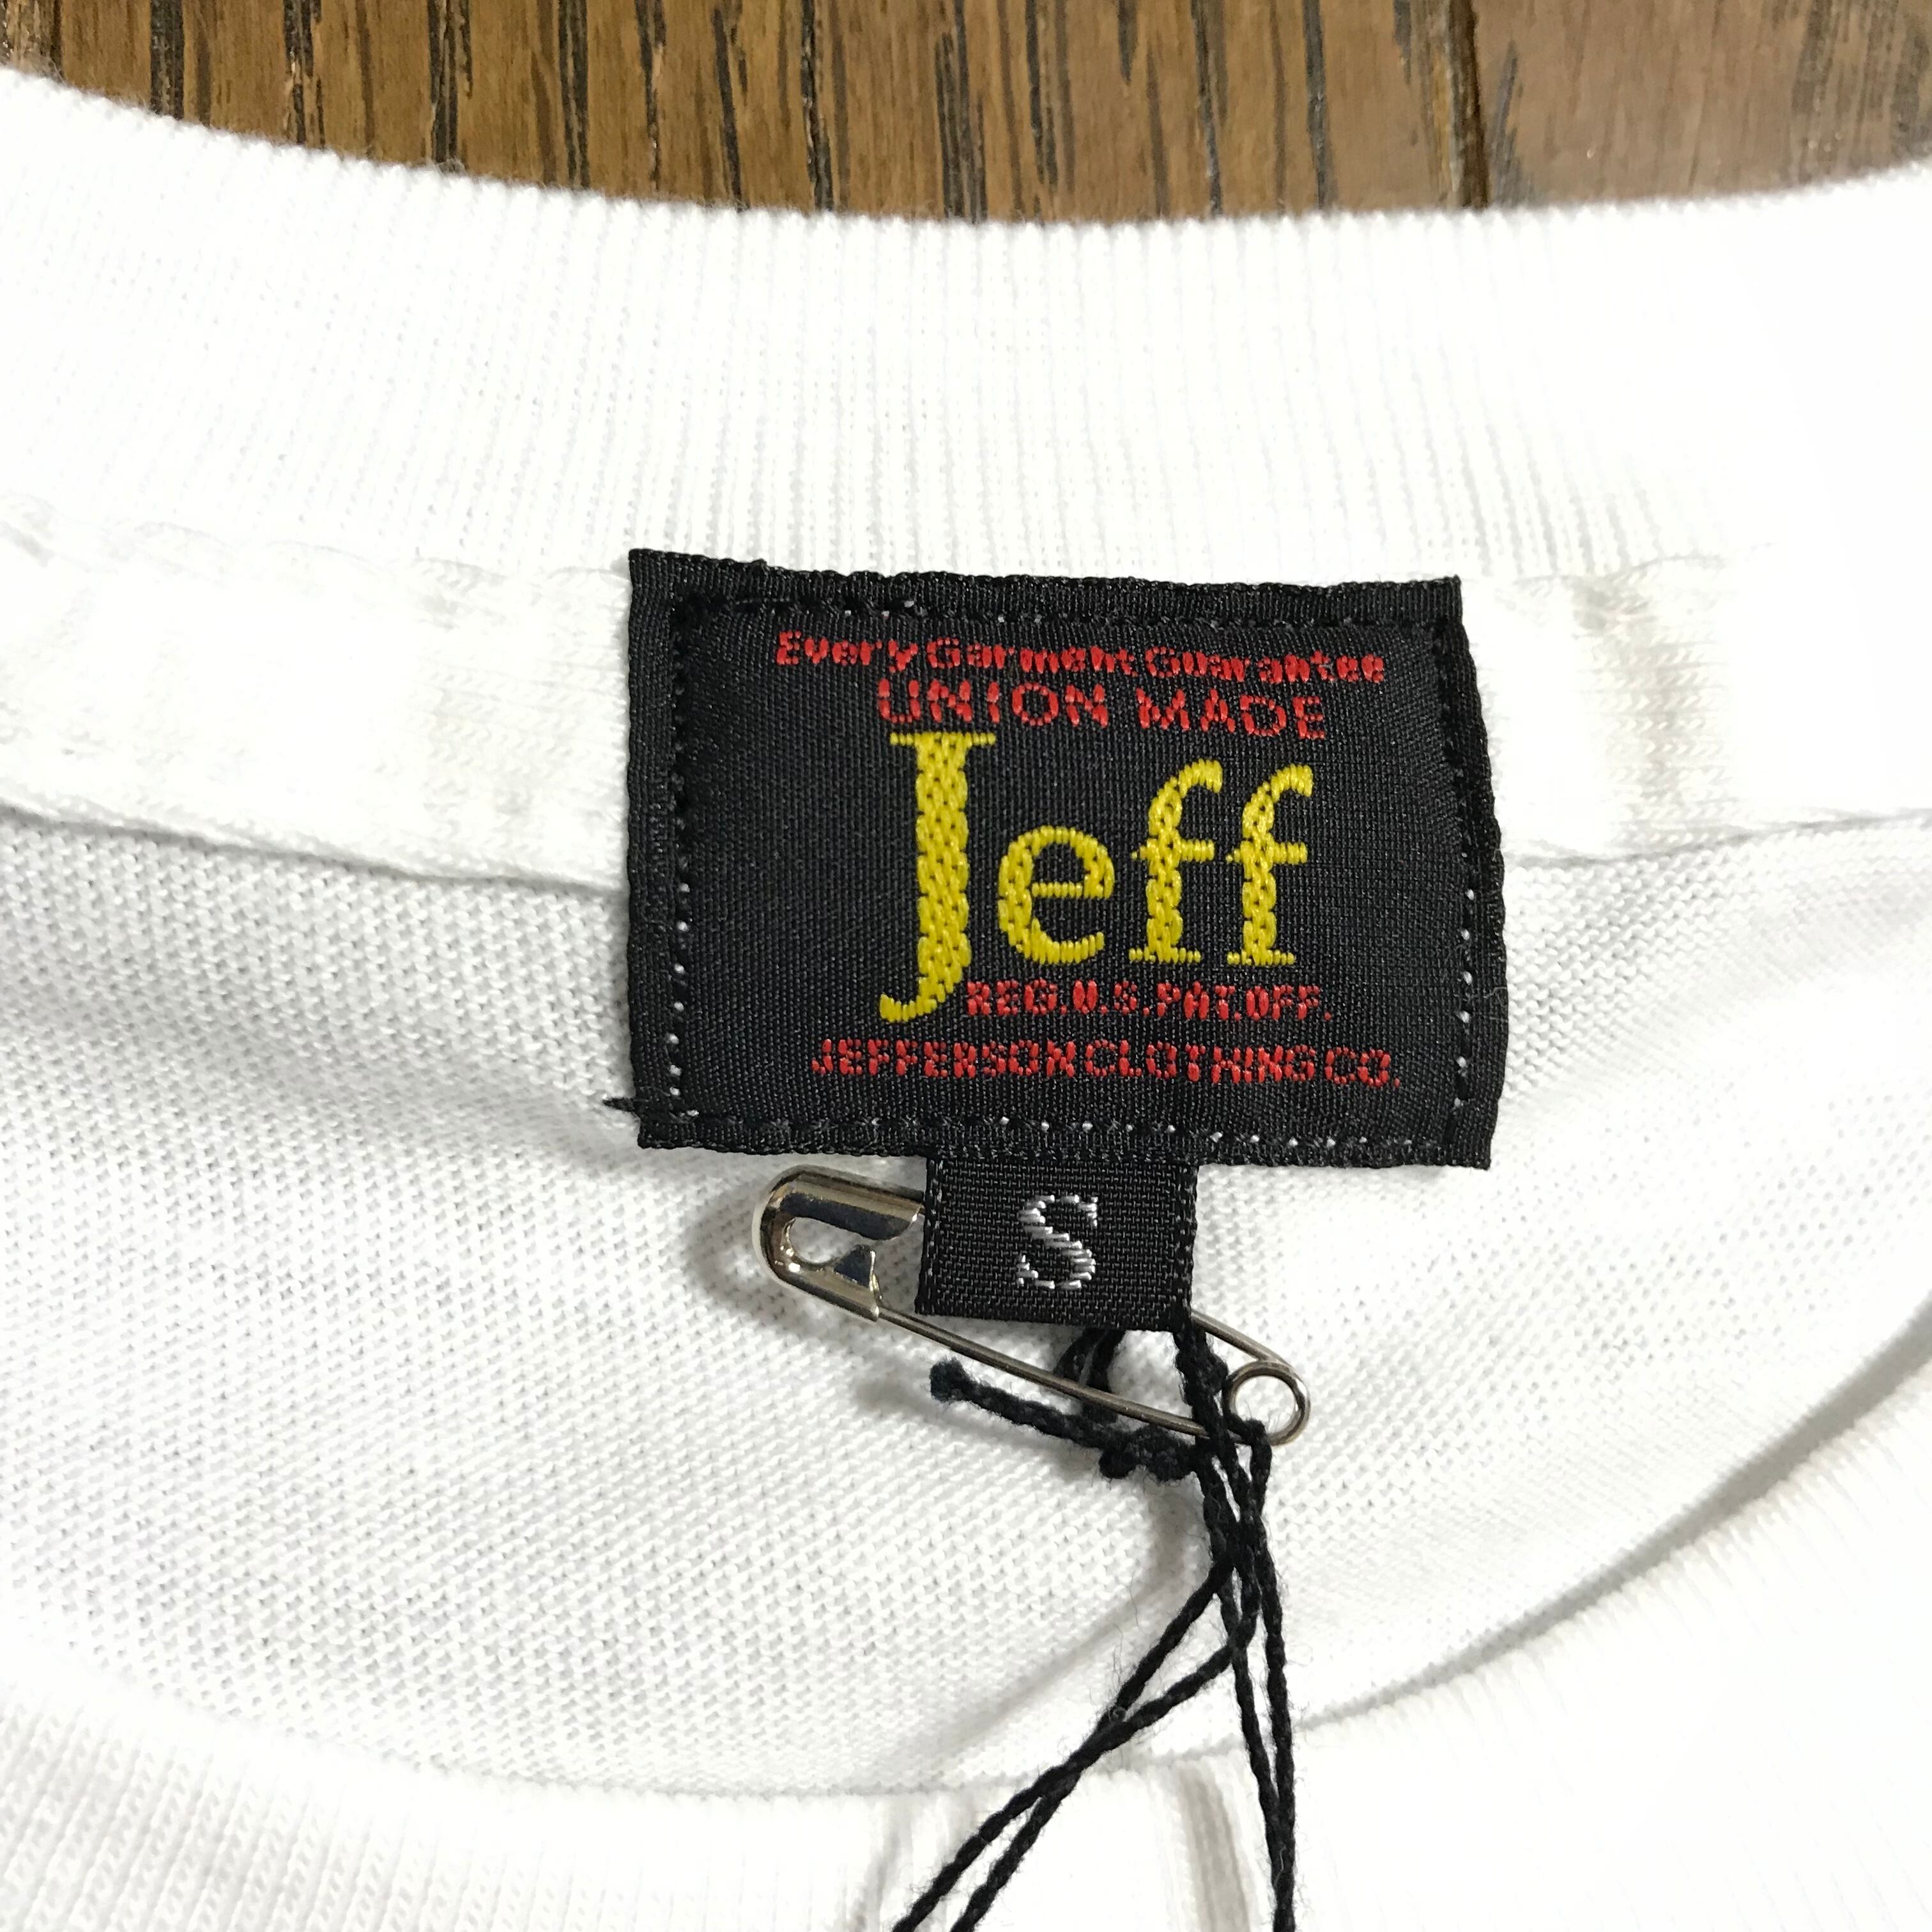 Every Garment Guarantee
UNION MADE
Jeff
REG.U.S.PAT.OFF.
JEFFERSON CLOTHING CO.
S